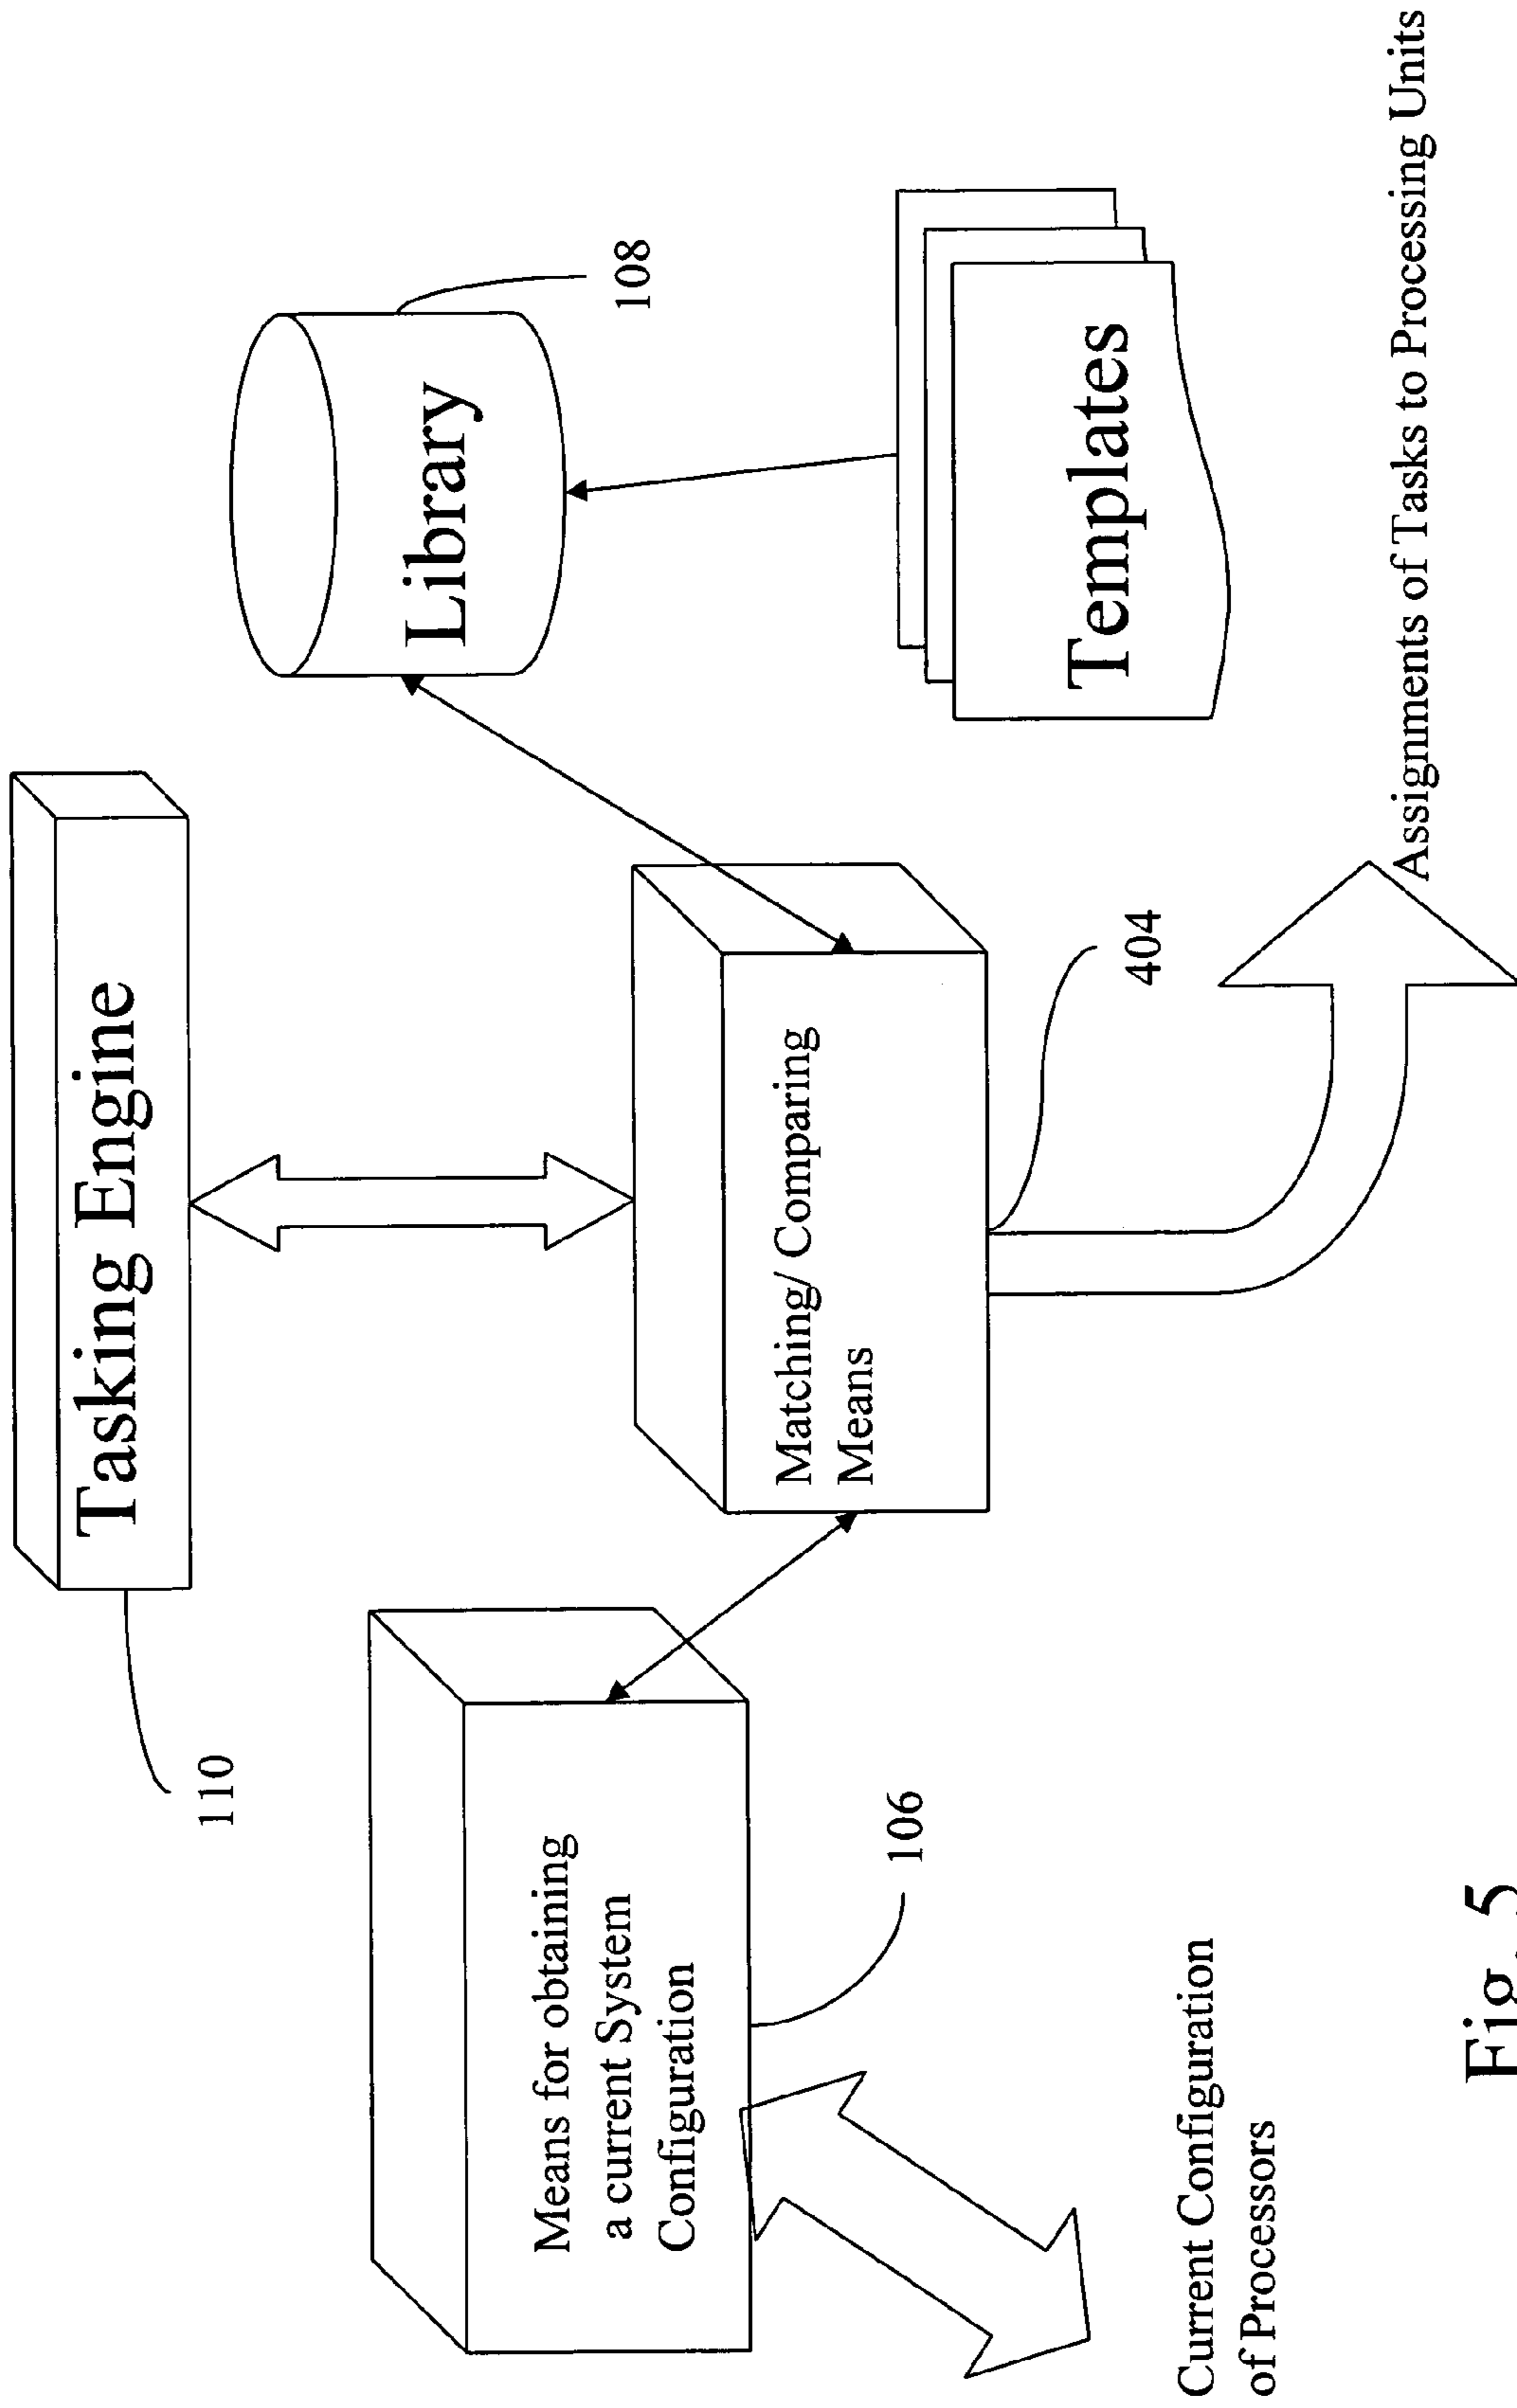 Tasking Engine
110
Library
108
Means for obtaining
a current System
Configuration
106
Matching/ Comparing
Means
404
Templates
Current Configuration
of Processors
Assignments of Tasks to Processing Units
Fig. 5